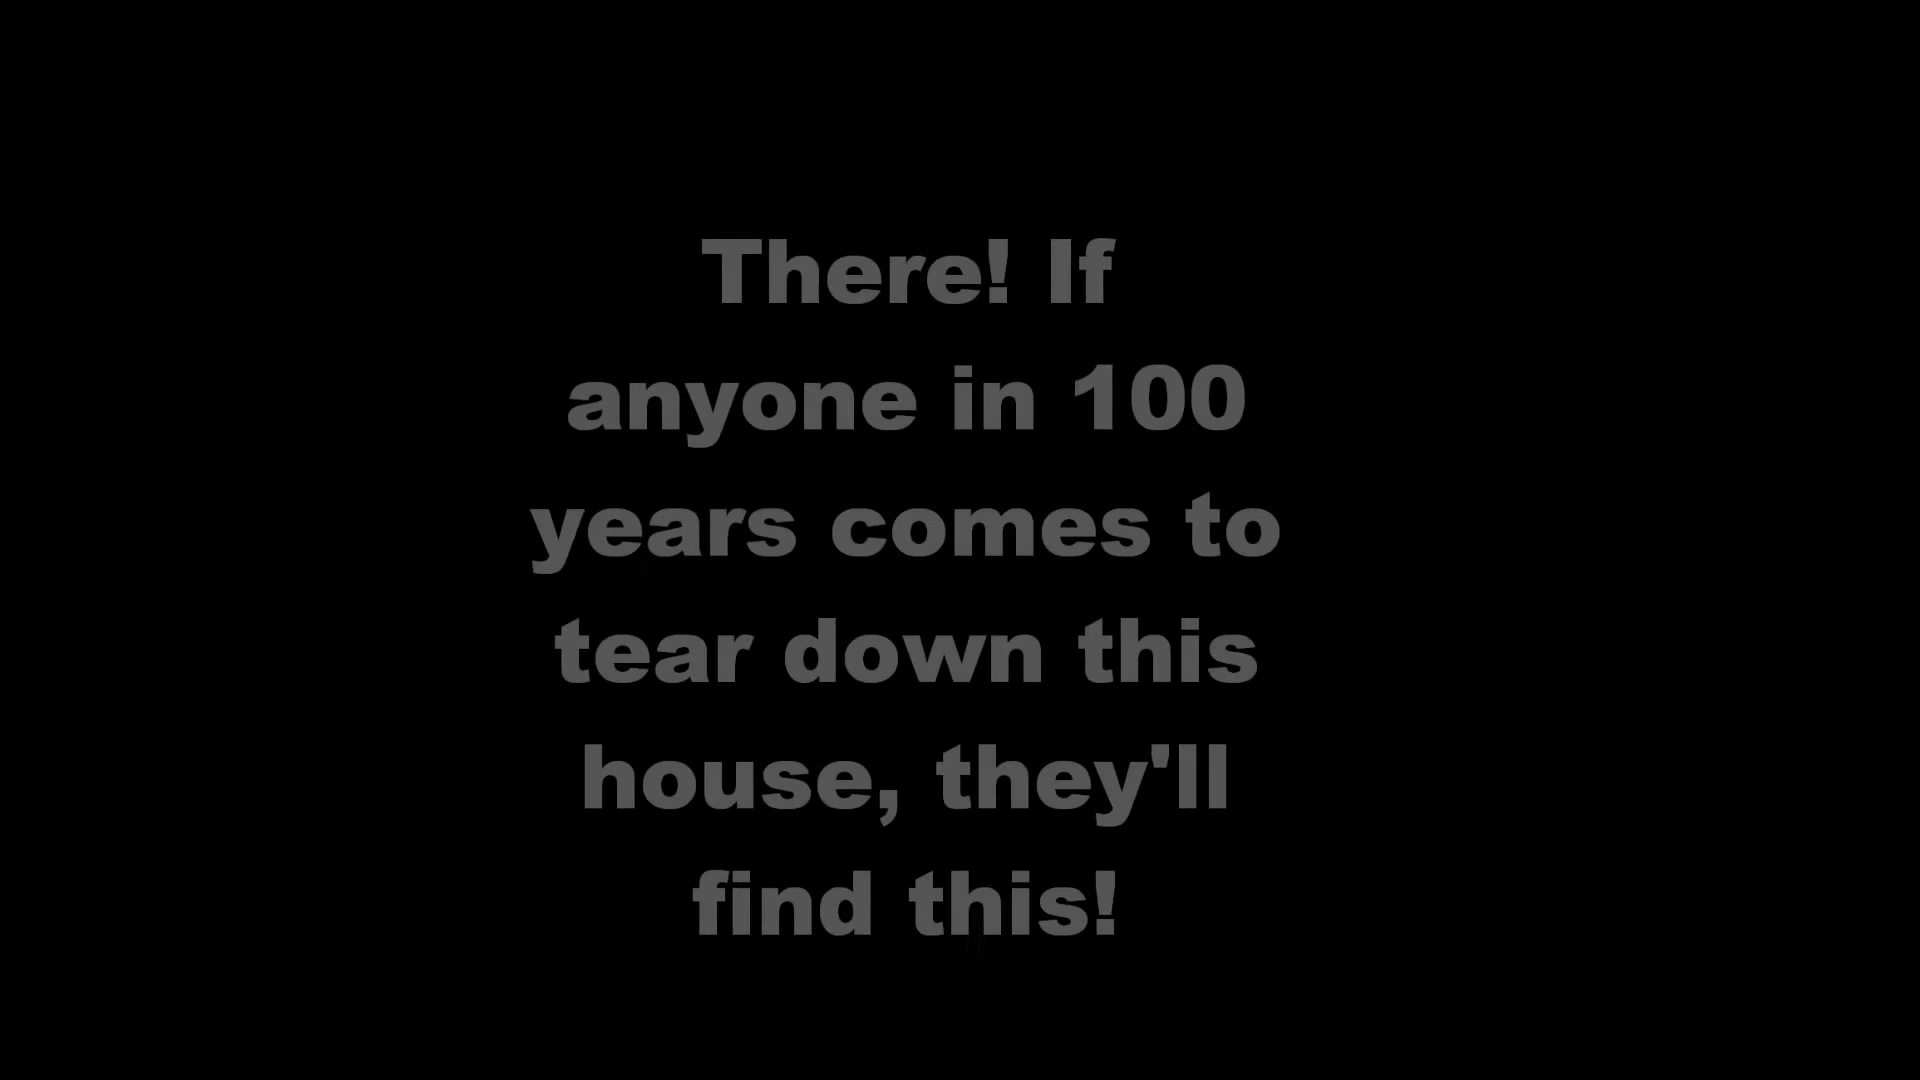 There! If
anyone in 100
years comes to
tear down this
house, they'll
find this!